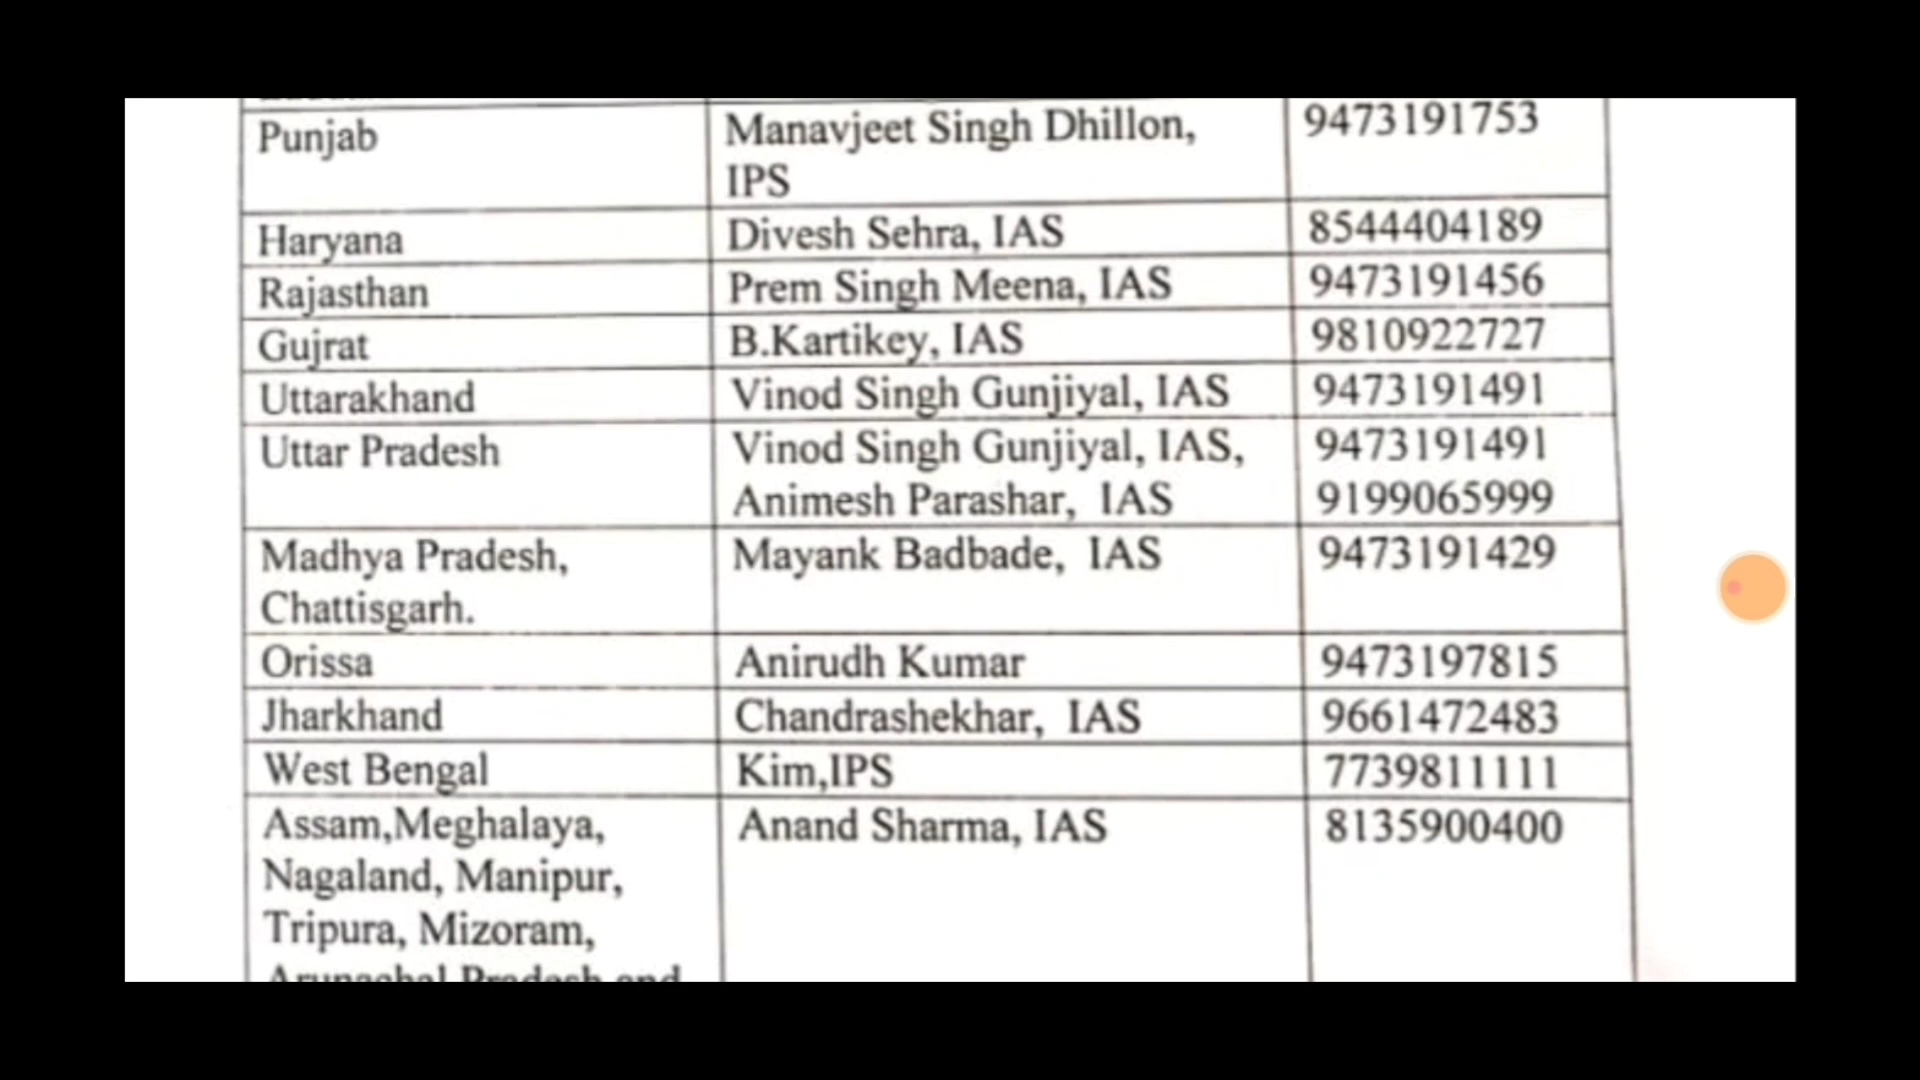 Punjab Manavjeet Singh Dhillon, 9473191753
IPS
Haryana Divesh Sehra, IAS 8544404189
Rajasthan Prem Singh Meena, IAS 9473191456
Gujrat B.Kartikey, IAS 9810922727
Uttarakhand Vinod Singh Gunjiyal, IAS 9473191491
Uttar Pradesh Vinod Singh Gunjiyal, IAS, 9473191491
Animesh Parashar, IAS 9199065999
Madhya Pradesh, Mayank Badbade, IAS 9473191429
Chattisgarh.
Orissa Anirudh Kumar 9473197815
Jharkhand Chandrashekhar, IAS 9661472483
West Bengal Kim,IPS 7739811111
Assam,Meghalaya, Anand Sharma, IAS 8135900400
Nagaland, Manipur,
Tripura, Mizoram,
Arunachal Pradesh and